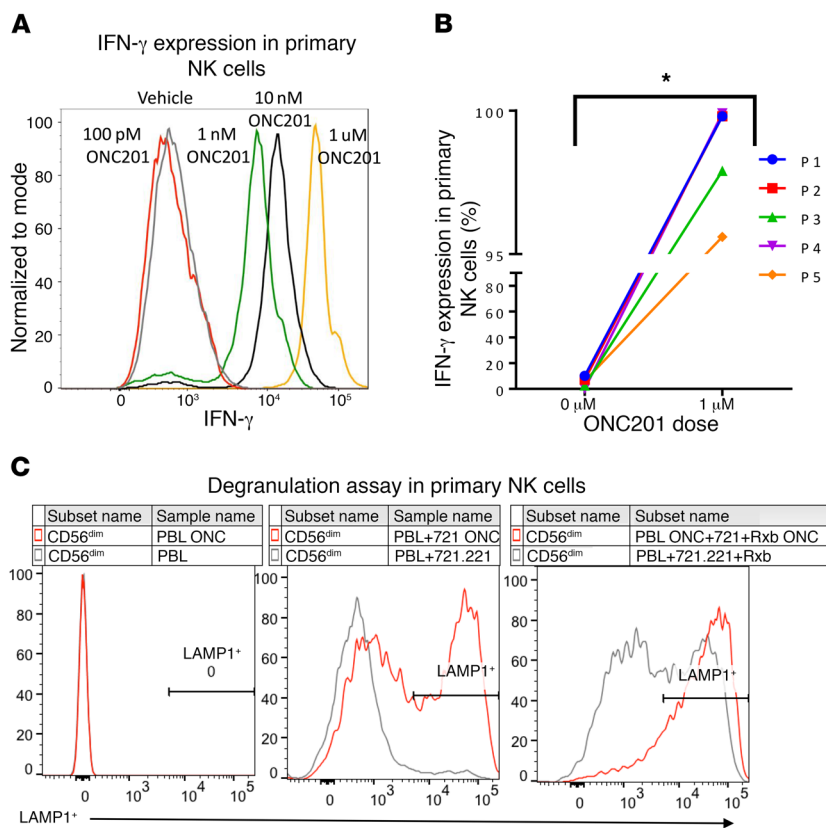 A
IFN-γ expression in primary
NK cells
Vehicle
10 nM
ONC201
100 pM
ONC201
1 nM
ONC201
1 uM
ONC201
Normalized to mode
100
80
60
40
20
0
0 10³ 10⁴ 10⁵
IFN-γ
B
*
IFN-γ expression in primary
NK cells (%)
100
95
80
60
40
20
0
0 μM 1 μM
ONC201 dose
P 1
P 2
P 3
P 4
P 5
C
Degranulation assay in primary NK cells
Subset name Sample name
CD56dim PBL ONC
CD56dim PBL
Subset name Sample name
CD56dim PBL+721 ONC
CD56dim PBL+721.221
Subset name Subset name
CD56dim PBL ONC+721+Rxb ONC
CD56dim PBL+721.221+Rxb
100
80
60
40
20
0
LAMP1⁺
0
0 10³ 10⁴ 10⁵
100
80
60
40
20
0
LAMP1⁺
0 10³ 10⁴ 10⁵
100
80
60
40
20
0
LAMP1⁺
0 10³ 10⁴ 10⁵
LAMP1⁺